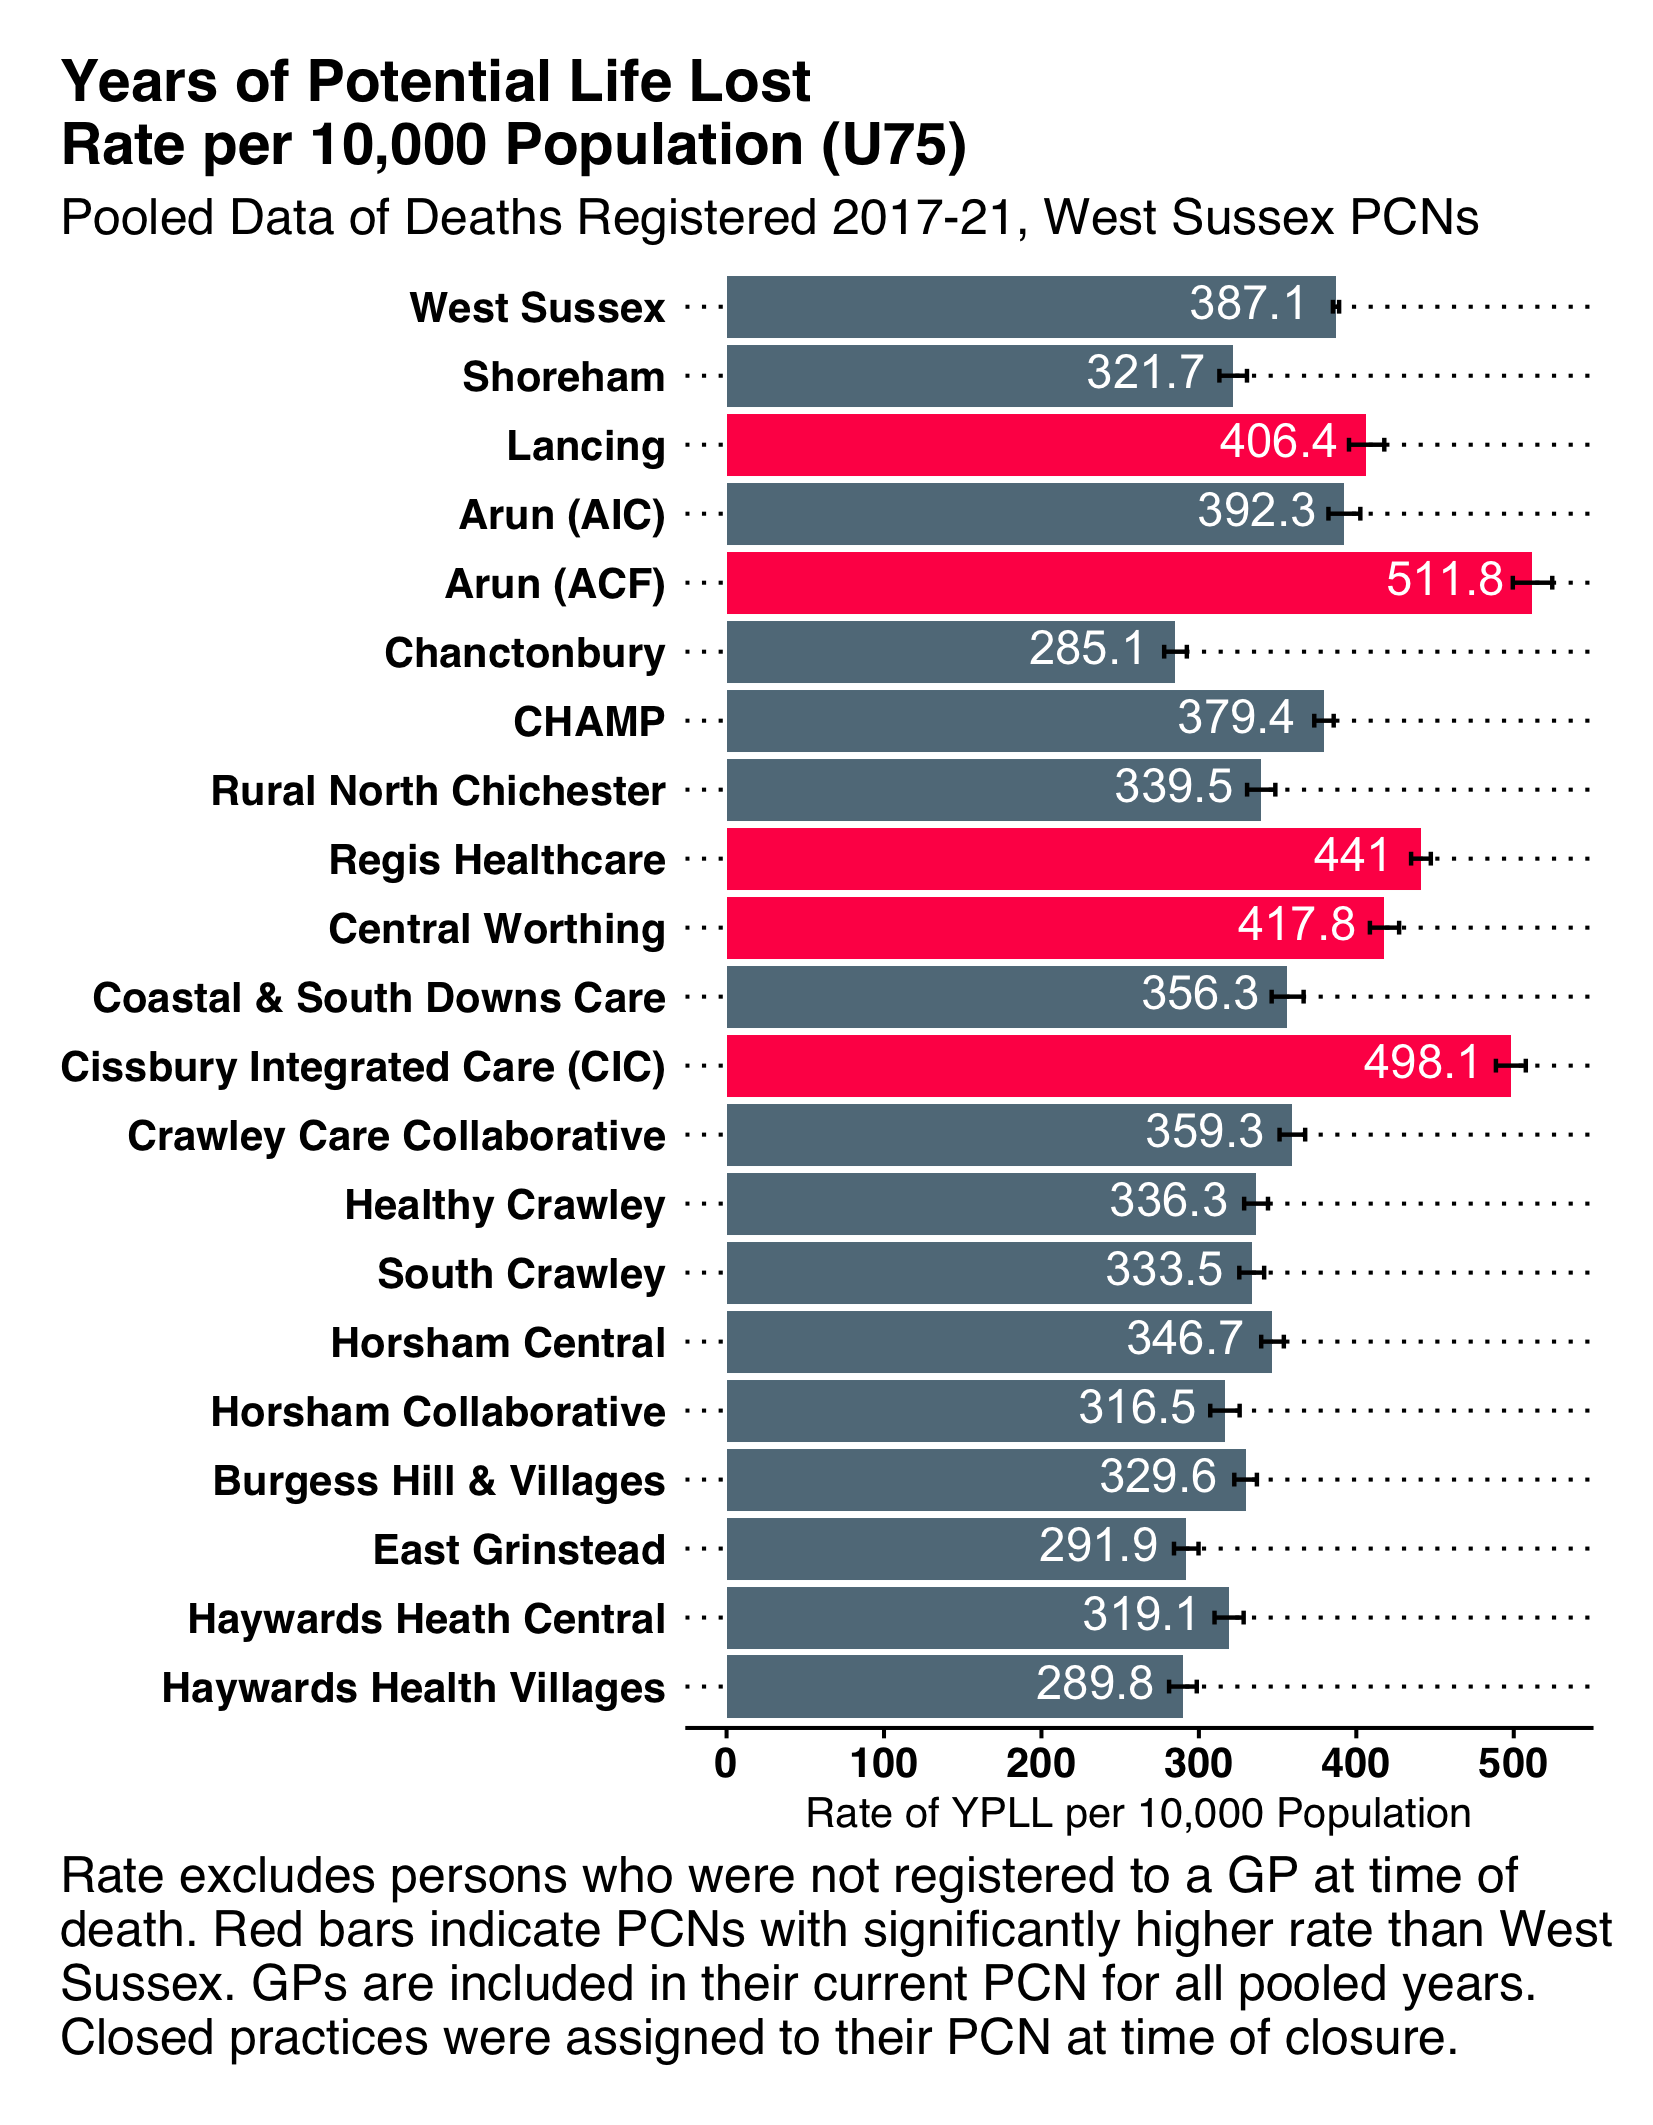 Years of Potential Life Lost
Rate per 10,000 Population (U75)
Pooled Data of Deaths Registered 2017-21, West Sussex PCNs
West Sussex 387.1
Shoreham 321.7
Lancing 406.4
Arun (AIC) 392.3
Arun (ACF) 511.8
Chanctonbury 285.1
CHAMP 379.4
Rural North Chichester 339.5
Regis Healthcare 441
Central Worthing 417.8
Coastal & South Downs Care 356.3
Cissbury Integrated Care (CIC) 498.1
Crawley Care Collaborative 359.3
Healthy Crawley 336.3
South Crawley 333.5
Horsham Central 346.7
Horsham Collaborative 316.5
Burgess Hill & Villages 329.6
East Grinstead 291.9
Haywards Heath Central 319.1
Haywards Health Villages 289.8
0 100 200 300 400 500
Rate of YPLL per 10,000 Population
Rate excludes persons who were not registered to a GP at time of
death. Red bars indicate PCNs with significantly higher rate than West
Sussex. GPs are included in their current PCN for all pooled years.
Closed practices were assigned to their PCN at time of closure.